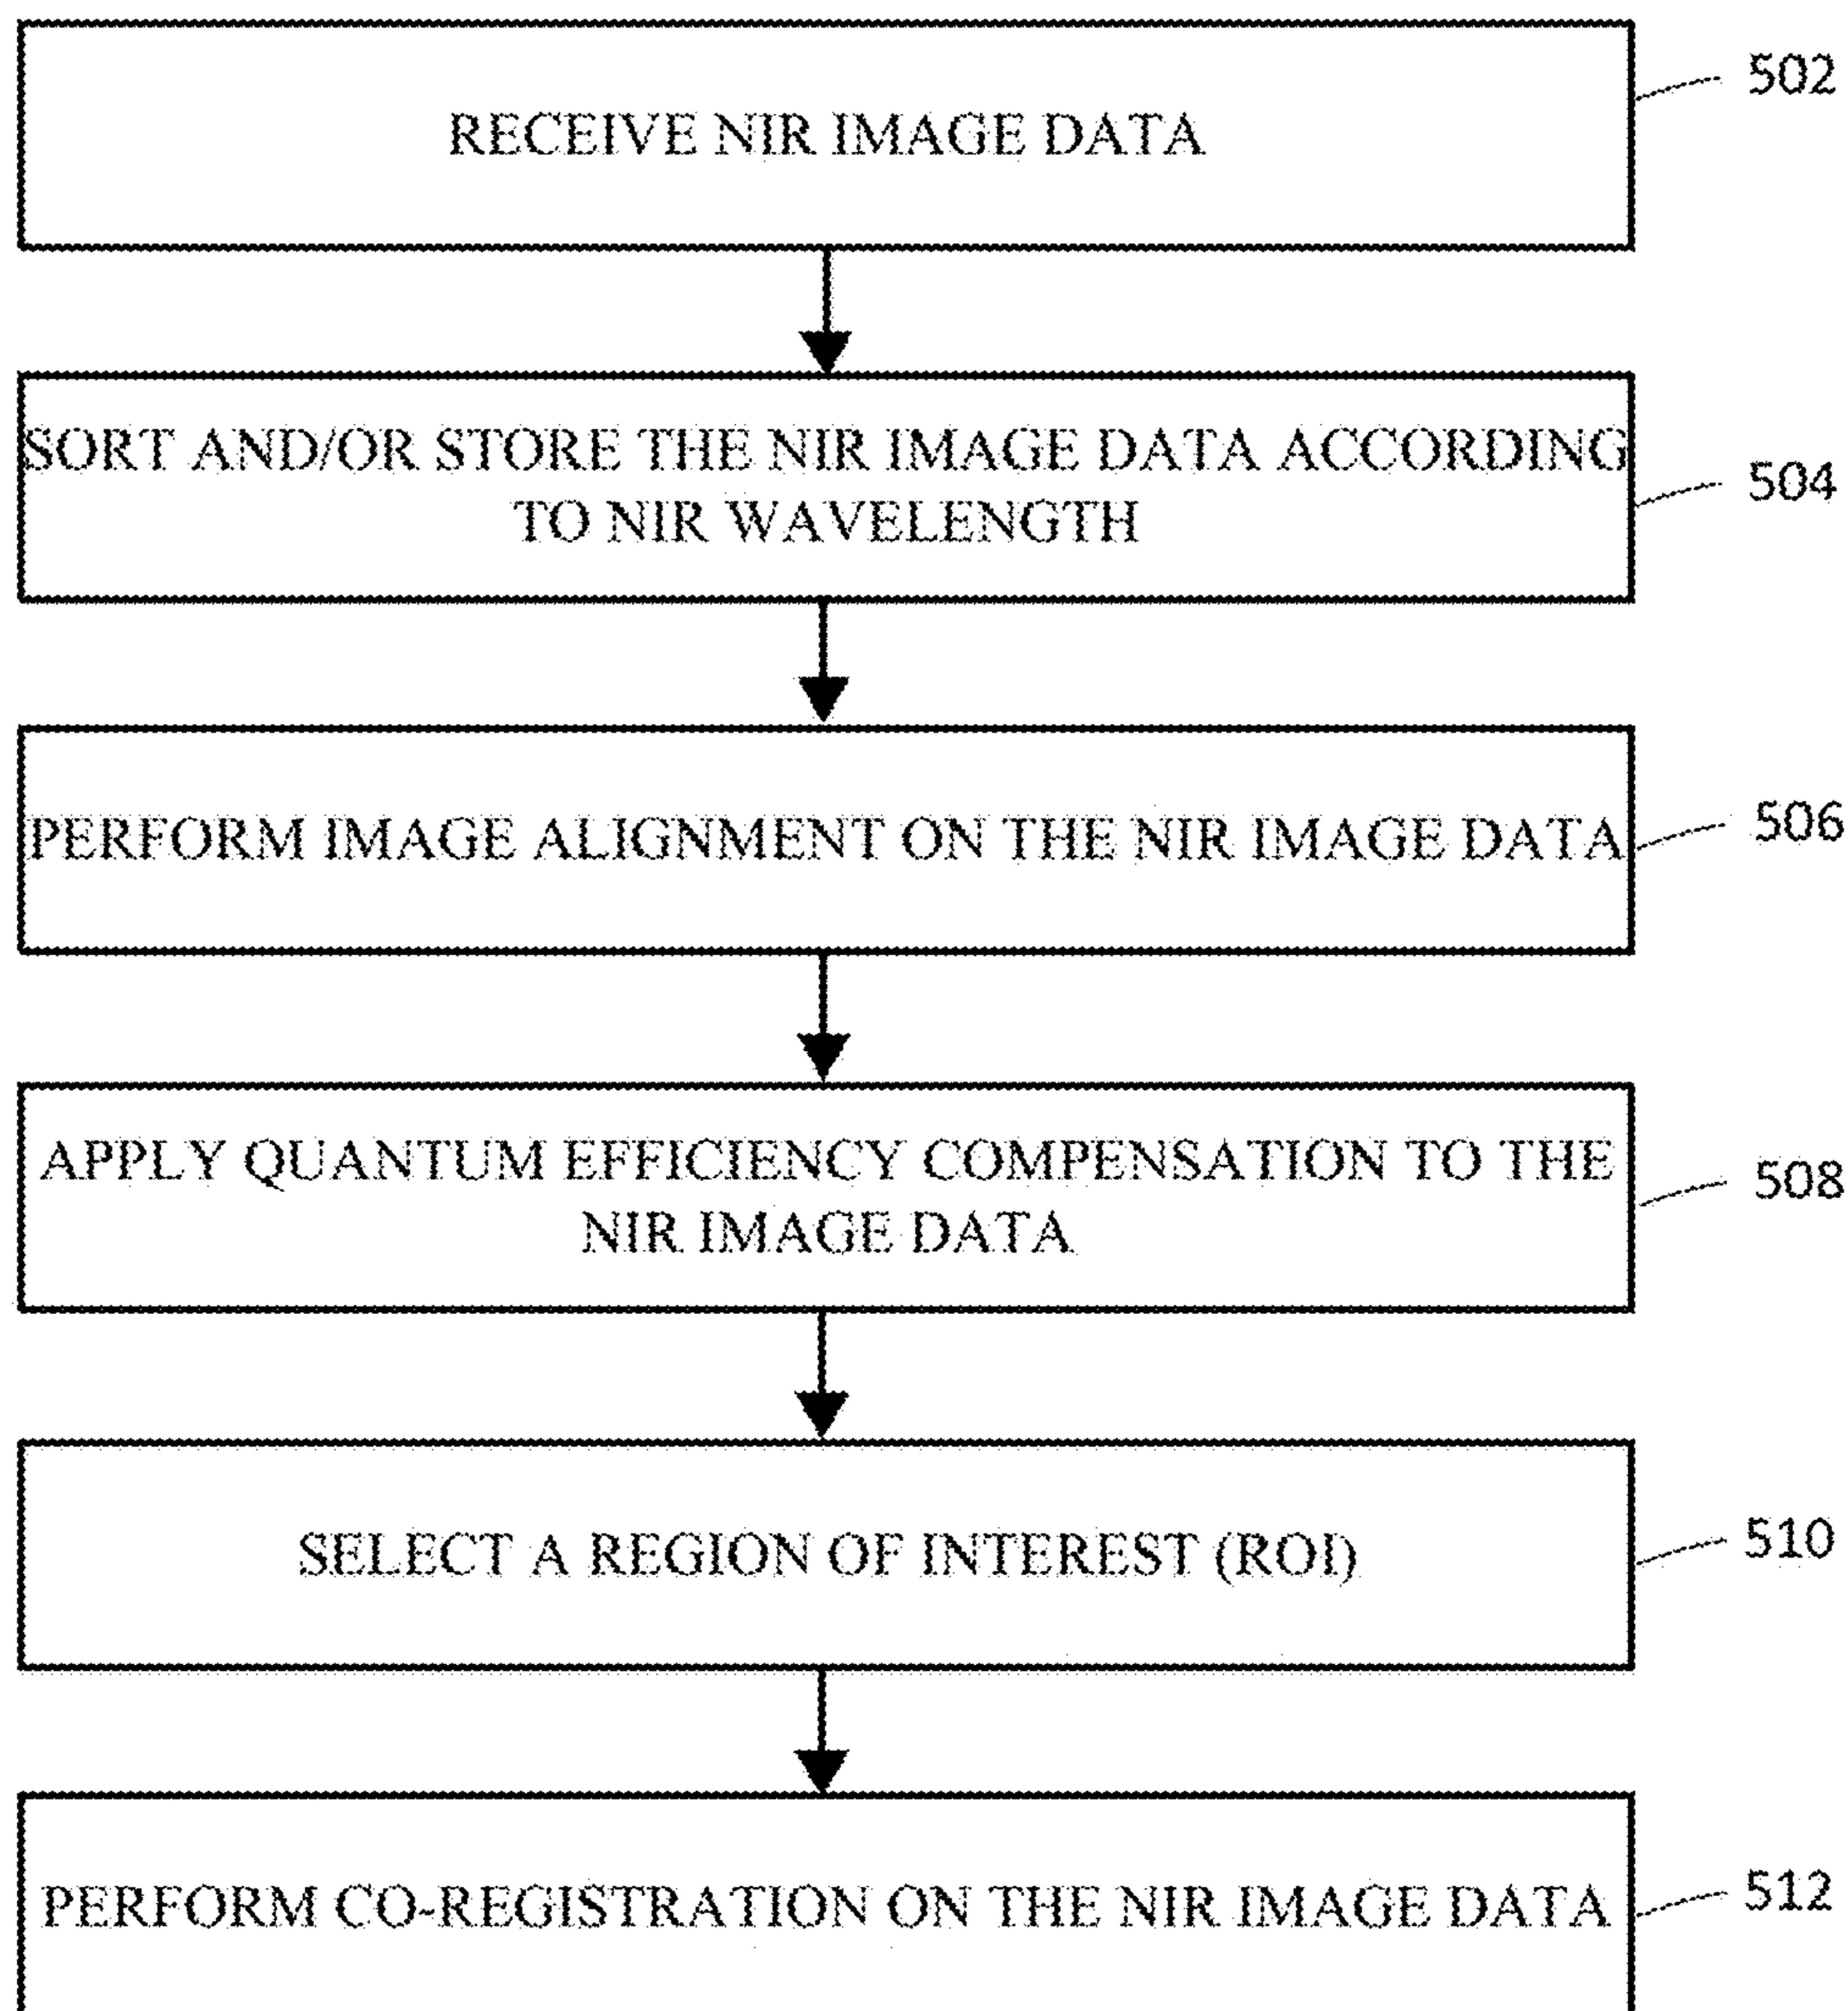 RECEIVE NIR IMAGE DATA
502
SORT AND/OR STORE THE NIR IMAGE DATA ACCORDING
TO NIR WAVELENGTH
504
PERFORM IMAGE ALIGNMENT ON THE NIR IMAGE DATA
506
APPLY QUANTUM EFFICIENCY COMPENSATION TO THE
NIR IMAGE DATA
508
SELECT A REGION OF INTEREST (ROI)
510
PERFORM CO-REGISTRATION ON THE NIR IMAGE DATA
512